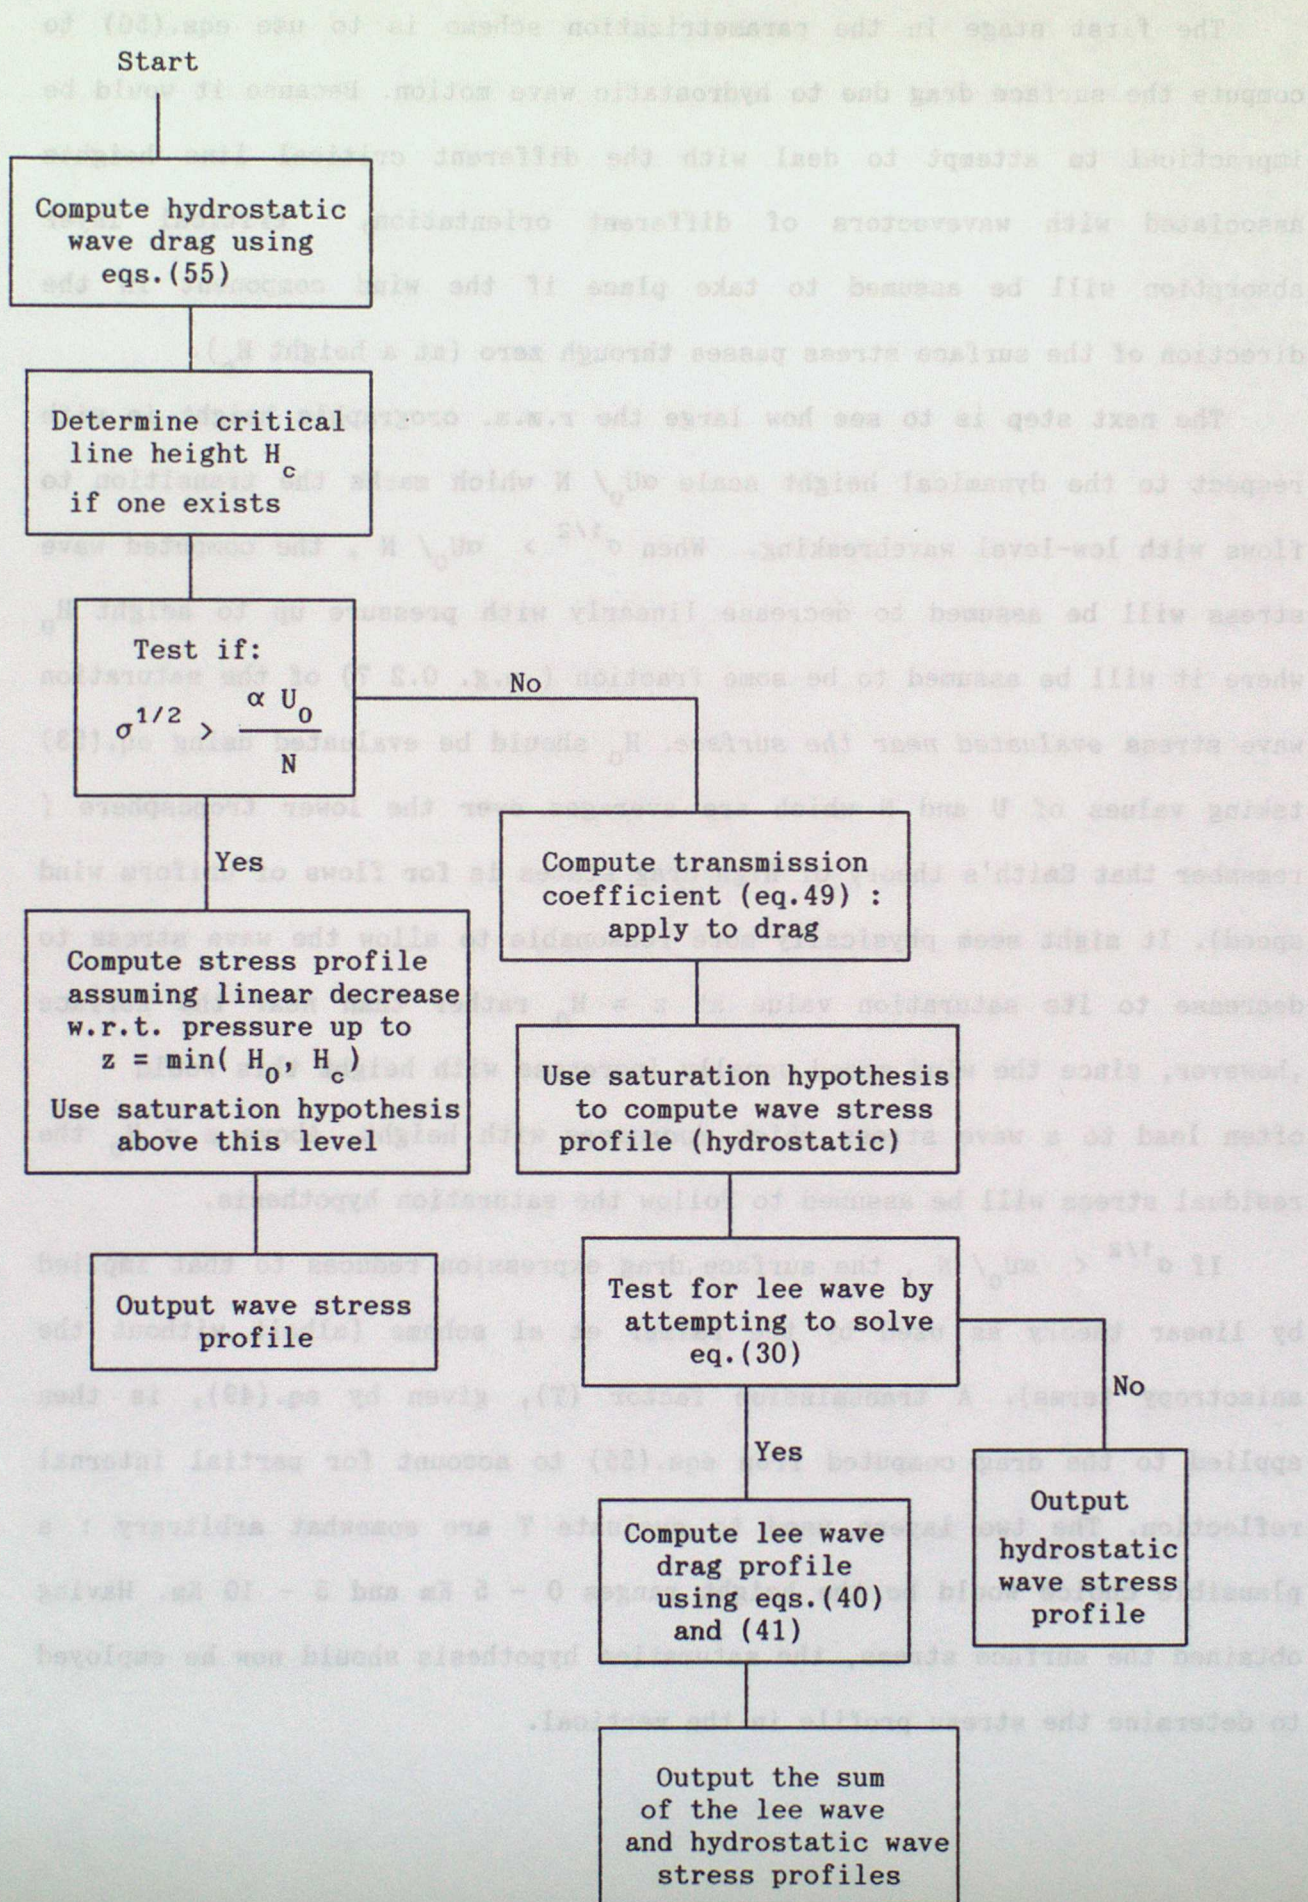 Start
Compute hydrostatic
wave drag using
eqs.(55)
Determine critical
line height H_c
if one exists
Test if:
σ^1/2 > α U_0 / N
No
Yes
Compute stress profile
assuming linear decrease
w.r.t. pressure up to
z = min( H_0, H_c)
Use saturation hypothesis
above this level
Output wave stress
profile
Compute transmission
coefficient (eq.49) :
apply to drag
Use saturation hypothesis
to compute wave stress
profile (hydrostatic)
Test for lee wave by
attempting to solve
eq.(30)
No
Yes
Output
hydrostatic
wave stress
profile
Compute lee wave
drag profile
using eqs.(40)
and (41)
Output the sum
of the lee wave
and hydrostatic wave
stress profiles